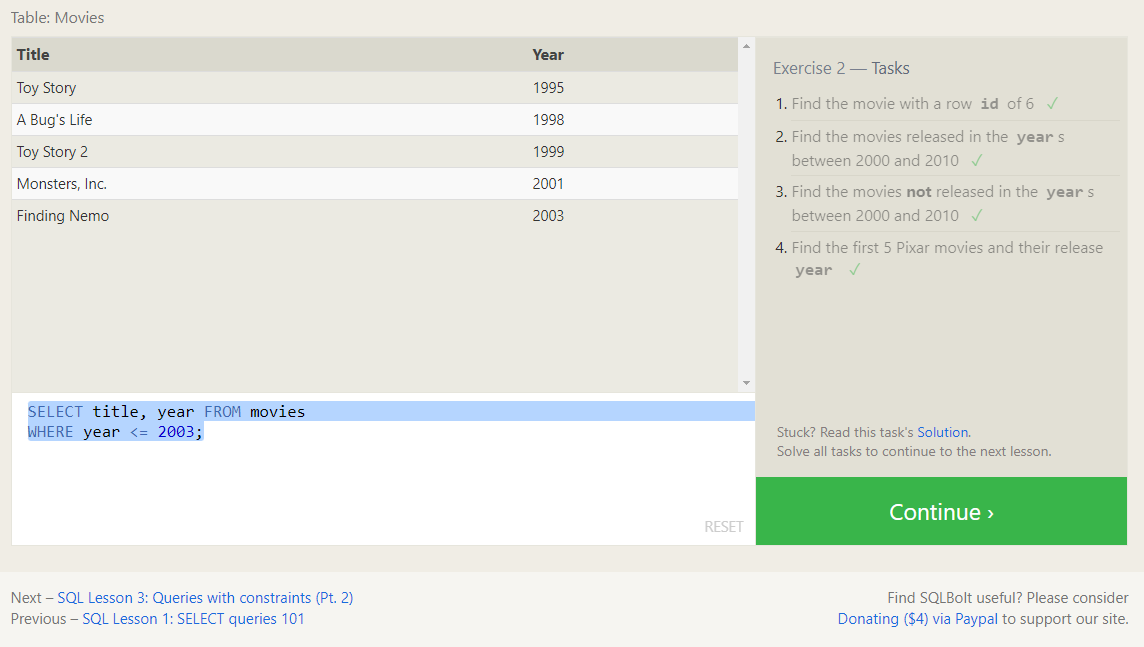 Table: Movies
Title Year
Toy Story 1995
A Bug's Life 1998
Toy Story 2 1999
Monsters, Inc. 2001
Finding Nemo 2003
SELECT title, year FROM movies
WHERE year <= 2003;
RESET
Exercise 2 — Tasks
1. Find the movie with a row id of 6 ✓
2. Find the movies released in the year s
between 2000 and 2010 ✓
3. Find the movies not released in the year s
between 2000 and 2010 ✓
4. Find the first 5 Pixar movies and their release
year ✓
Stuck? Read this task's Solution.
Solve all tasks to continue to the next lesson.
Continue ›
Next – SQL Lesson 3: Queries with constraints (Pt. 2)
Previous – SQL Lesson 1: SELECT queries 101
Find SQLBolt useful? Please consider
Donating ($4) via Paypal to support our site.